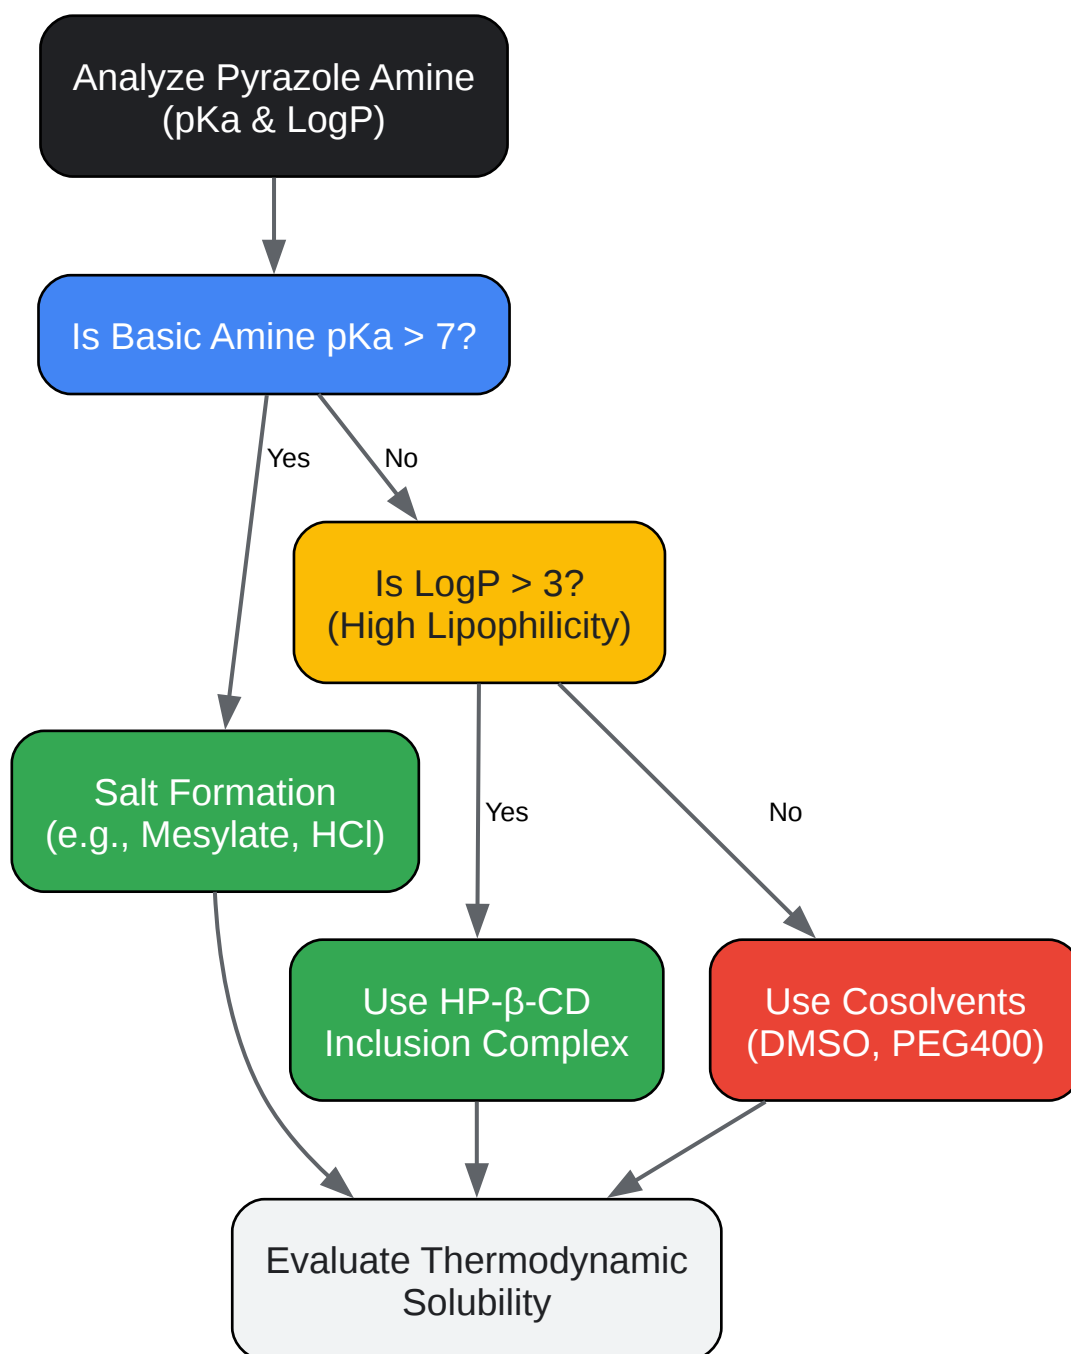 Analyze Pyrazole Amine
(pKa & LogP)
Is Basic Amine pKa > 7?
Yes
No
Is LogP > 3?
(High Lipophilicity)
Salt Formation
(e.g., Mesylate, HCl)
Yes
No
Use HP-β-CD
Inclusion Complex
Use Cosolvents
(DMSO, PEG400)
Evaluate Thermodynamic
Solubility